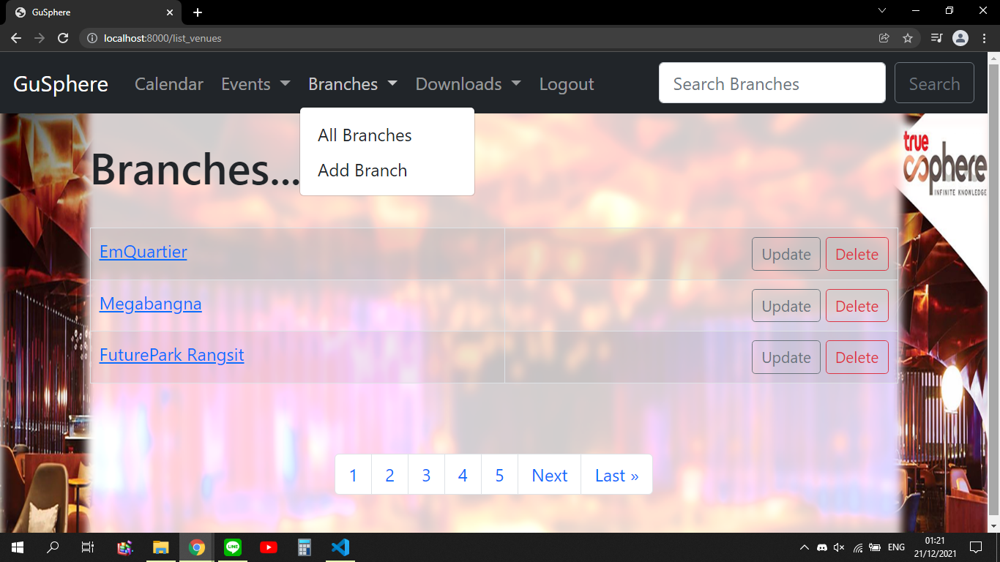 GuSphere
localhost:8000/list_venues
GuSphere Calendar Events Branches Downloads Logout Search Branches Search
All Branches
Add Branch
Branches...
true
sphere
INFINITE KNOWLEDGE
EmQuartier Update Delete
Megabangna Update Delete
FuturePark Rangsit Update Delete
1 2 3 4 5 Next Last »
LINE
ENG
01:21
21/12/2021